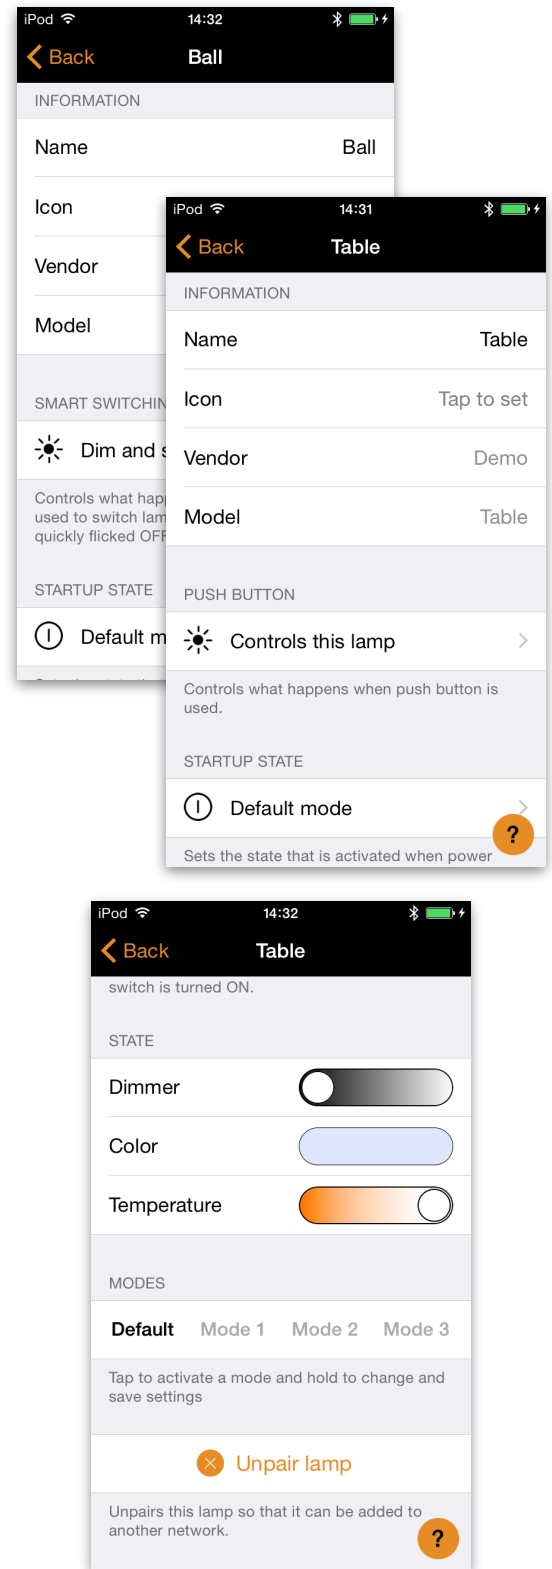 iPod 14:32
Back Ball
INFORMATION
Name Ball
Icon
Vendor
Model
SMART SWITCHIN
Dim and s
Controls what hap
used to switch lam
quickly flicked OFF
STARTUP STATE
Default m
iPod 14:31
Back Table
INFORMATION
Name Table
Icon Tap to set
Vendor Demo
Model Table
PUSH BUTTON
Controls this lamp
Controls what happens when push button is
used.
STARTUP STATE
Default mode
?
Sets the state that is activated when power
iPod 14:32
Back Table
switch is turned ON.
STATE
Dimmer
Color
Temperature
MODES
Default Mode 1 Mode 2 Mode 3
Tap to activate a mode and hold to change and
save settings
Unpair lamp
Unpairs this lamp so that it can be added to
another network.
?